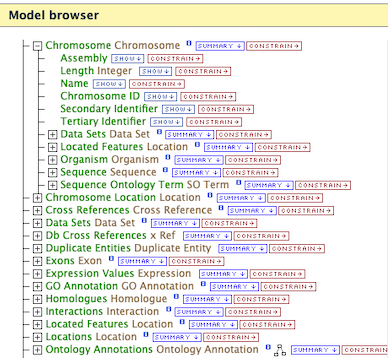 Model browser
Chromosome Chromosome SUMMARY ↓ CONSTRAIN →
Assembly SHOW ↓ CONSTRAIN →
Length Integer SHOW ↓ CONSTRAIN →
Name SHOW ↓ CONSTRAIN →
Chromosome ID SHOW ↓ CONSTRAIN →
Secondary Identifier SHOW ↓ CONSTRAIN →
Tertiary Identifier SHOW ↓ CONSTRAIN →
Data Sets Data Set SUMMARY ↓ CONSTRAIN →
Located Features Location SUMMARY ↓ CONSTRAIN →
Organism Organism SUMMARY ↓ CONSTRAIN →
Sequence Sequence SUMMARY ↓ CONSTRAIN →
Sequence Ontology Term SO Term SUMMARY ↓ CONSTRAIN →
Chromosome Location Location SUMMARY ↓ CONSTRAIN →
Cross References Cross Reference SUMMARY ↓ CONSTRAIN →
Data Sets Data Set SUMMARY ↓ CONSTRAIN →
Db Cross References x Ref SUMMARY ↓ CONSTRAIN →
Duplicate Entities Duplicate Entity SUMMARY ↓ CONSTRAIN →
Exons Exon SUMMARY ↓ CONSTRAIN →
Expression Values Expression SUMMARY ↓ CONSTRAIN →
GO Annotation GO Annotation SUMMARY ↓ CONSTRAIN →
Homologues Homologue SUMMARY ↓ CONSTRAIN →
Interactions Interaction SUMMARY ↓ CONSTRAIN →
Located Features Location SUMMARY ↓ CONSTRAIN →
Locations Location SUMMARY ↓ CONSTRAIN →
Ontology Annotations Ontology Annotation SUMMARY ↓ CONSTRAIN